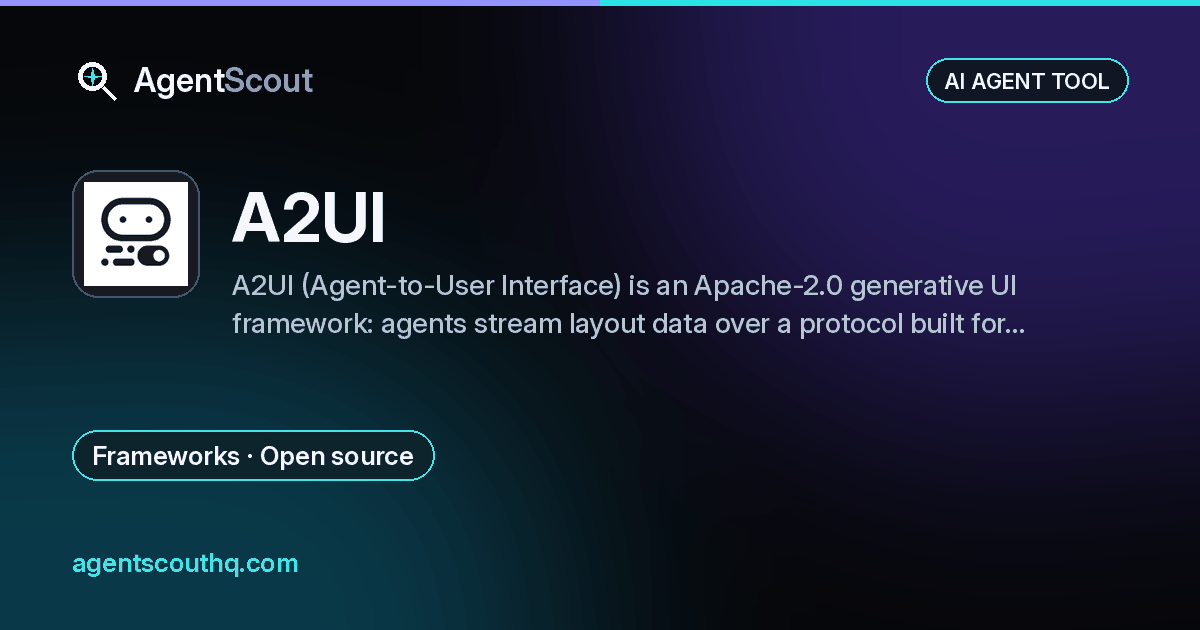 AgentScout
AI AGENT TOOL
A2UI
A2UI (Agent-to-User Interface) is an Apache-2.0 generative UI
framework: agents stream layout data over a protocol built for...
Frameworks · Open source
agentscouthq.com